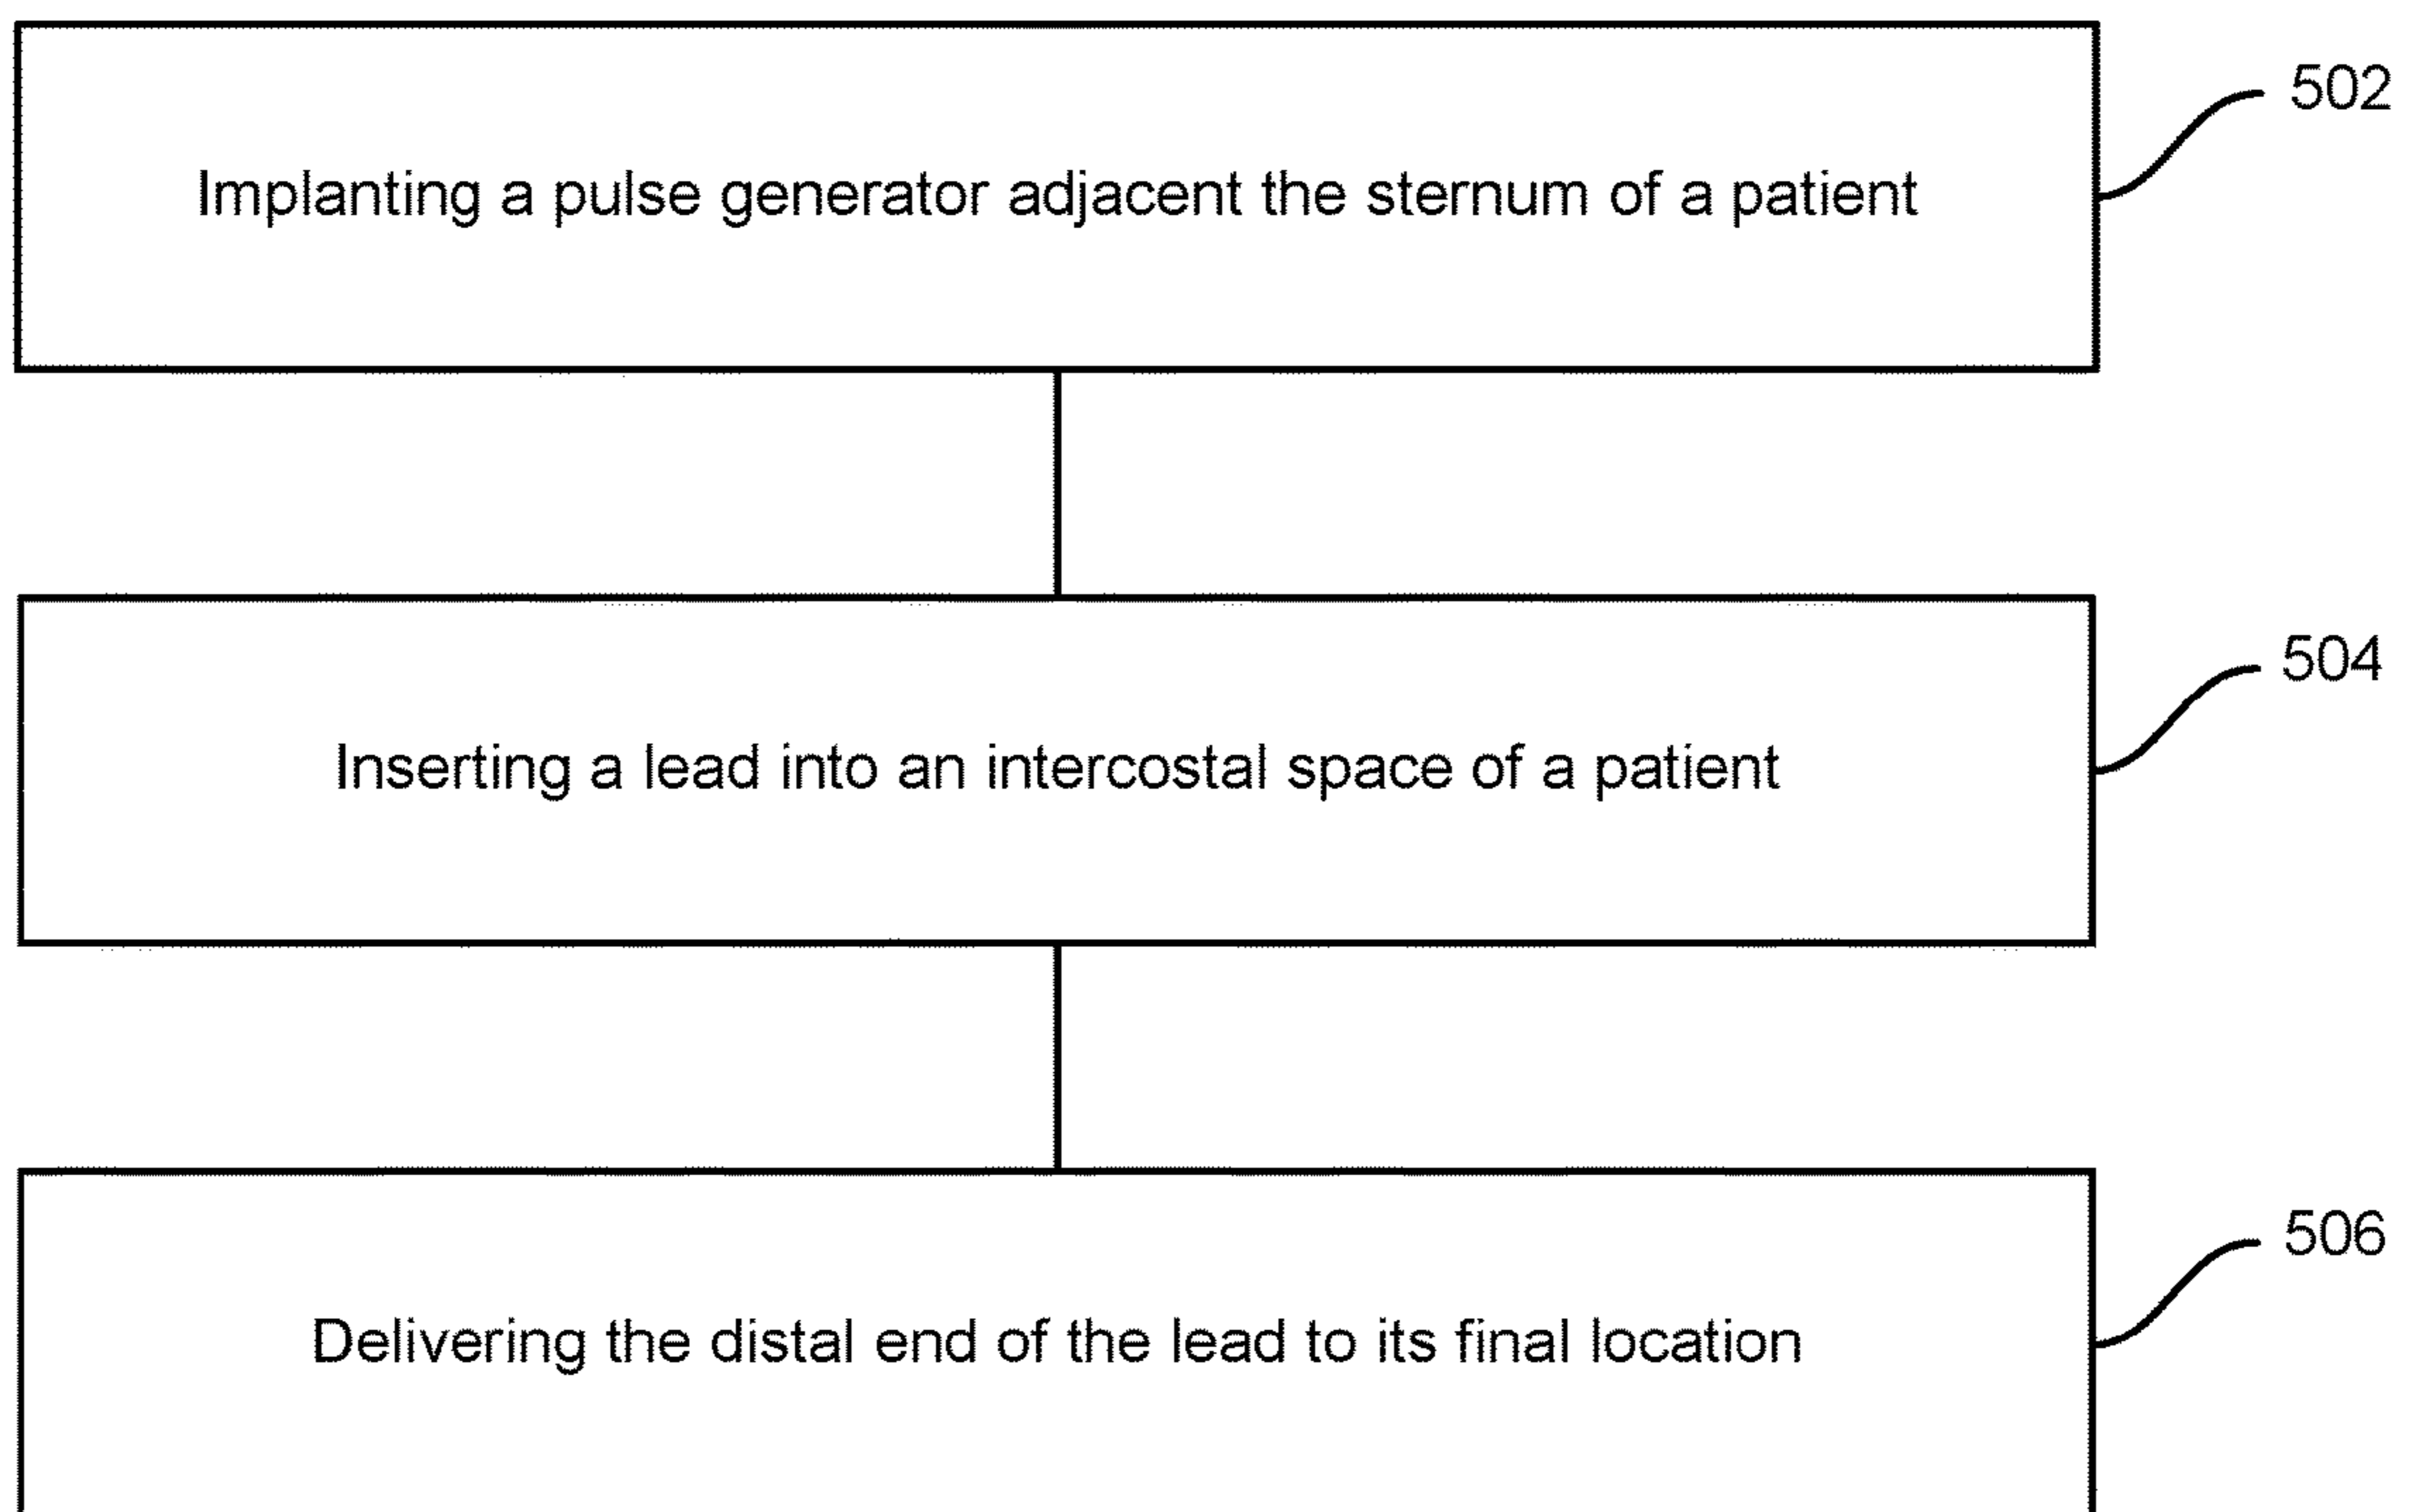 502
Implanting a pulse generator adjacent the sternum of a patient
504
Inserting a lead into an intercostal space of a patient
506
Delivering the distal end of the lead to its final location